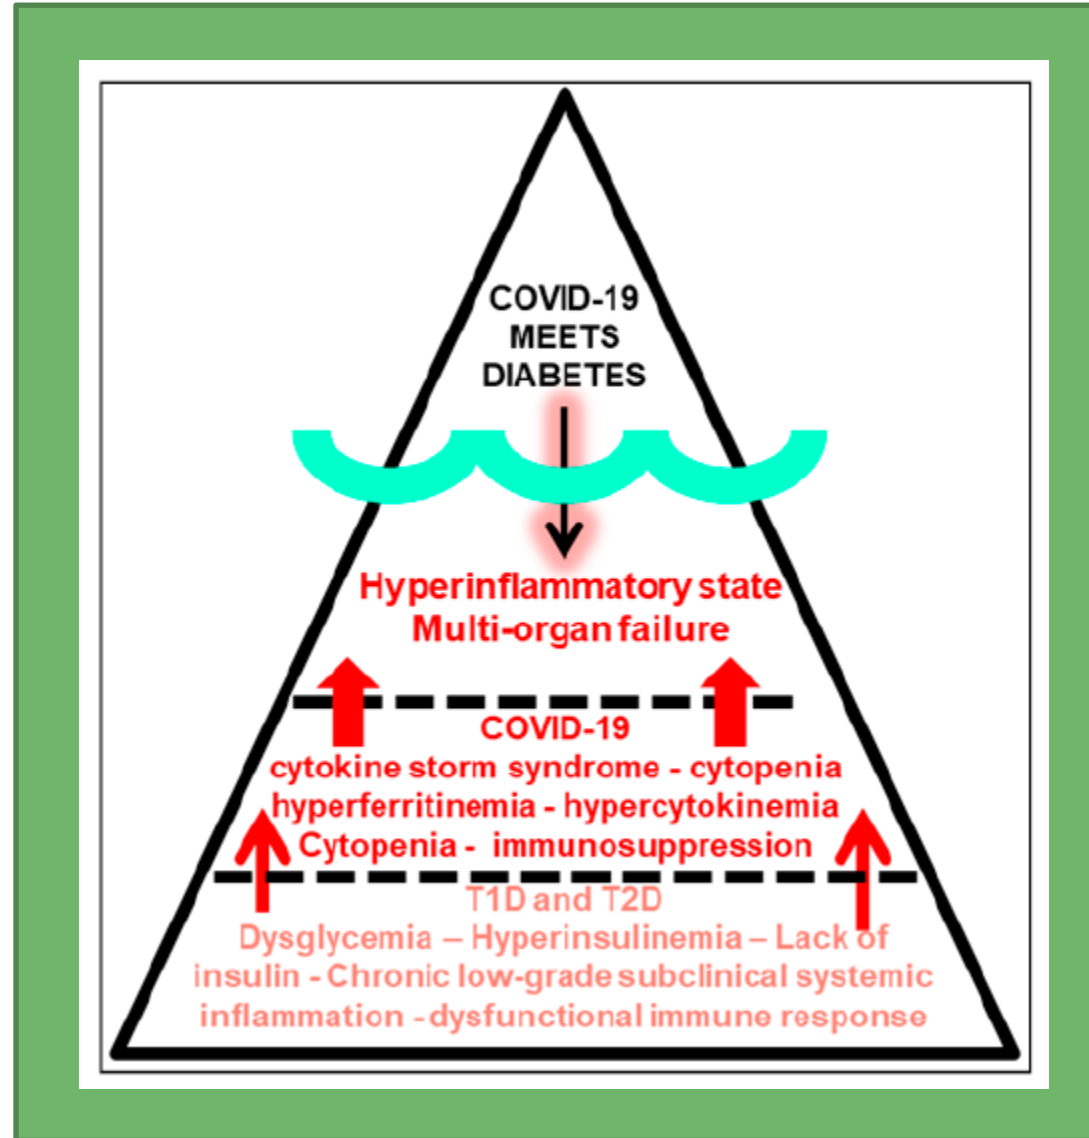 COVID-19
MEETS
DIABETES
Hyperinflammatory state
Multi-organ failure
COVID-19
cytokine storm syndrome - cytopenia
hyperferritinemia - hypercytokinemia
Cytopenia - immunosuppression
T1D and T2D
Dysglycemia – Hyperinsulinemia – Lack of
insulin - Chronic low-grade subclinical systemic
inflammation - dysfunctional immune response